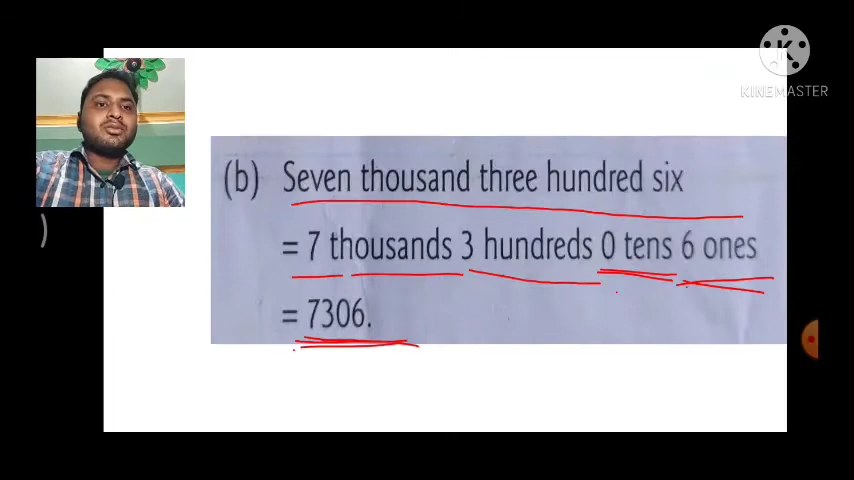 KINEMASTER
(b) Seven thousand three hundred six
= 7 thousands 3 hundreds 0 tens 6 ones
= 7306.